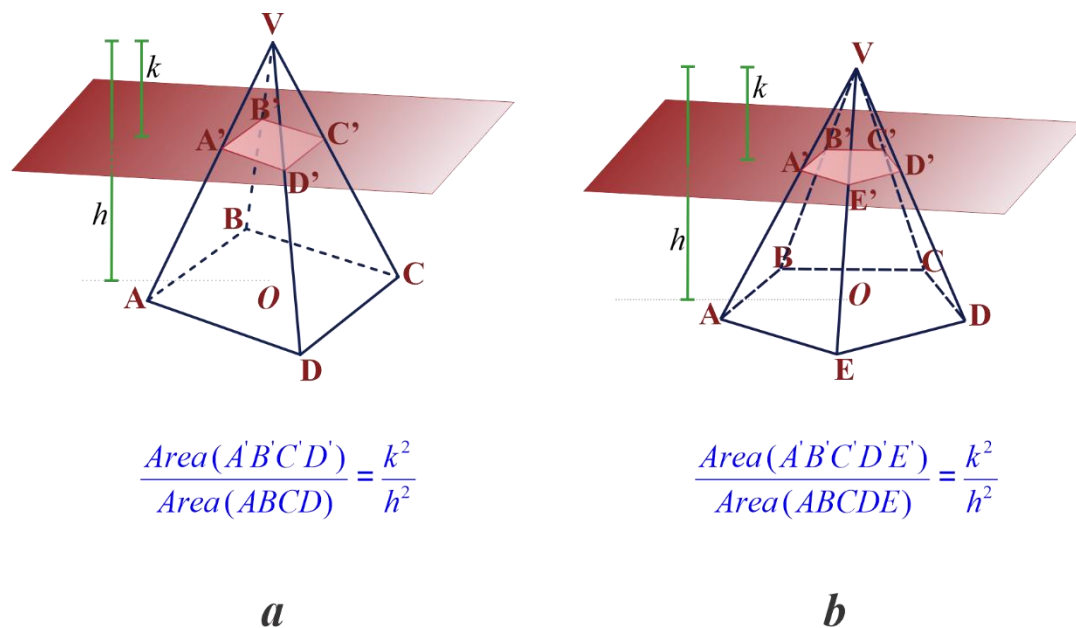 V
k
B'
A'
C'
D'
h
B
C
A
O
D
Area(A'B'C'D')/Area(ABCD) = k²/h²
a
V
k
B' C'
A' D'
E'
h
B C
O
A D
E
Area(A'B'C'D'E')/Area(ABCDE) = k²/h²
b